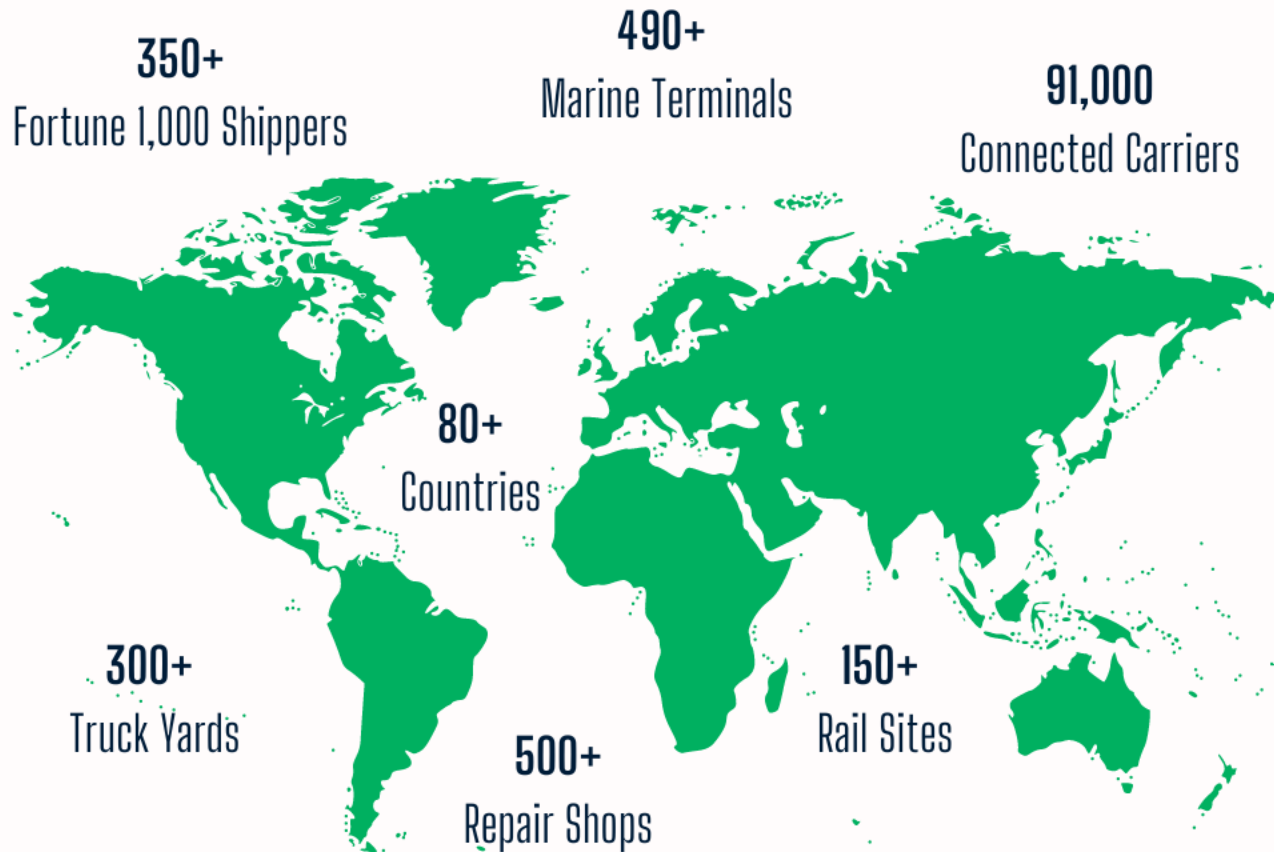 350+
Fortune 1,000 Shippers
490+
Marine Terminals
91,000
Connected Carriers
80+
Countries
300+
Truck Yards
500+
Repair Shops
150+
Rail Sites